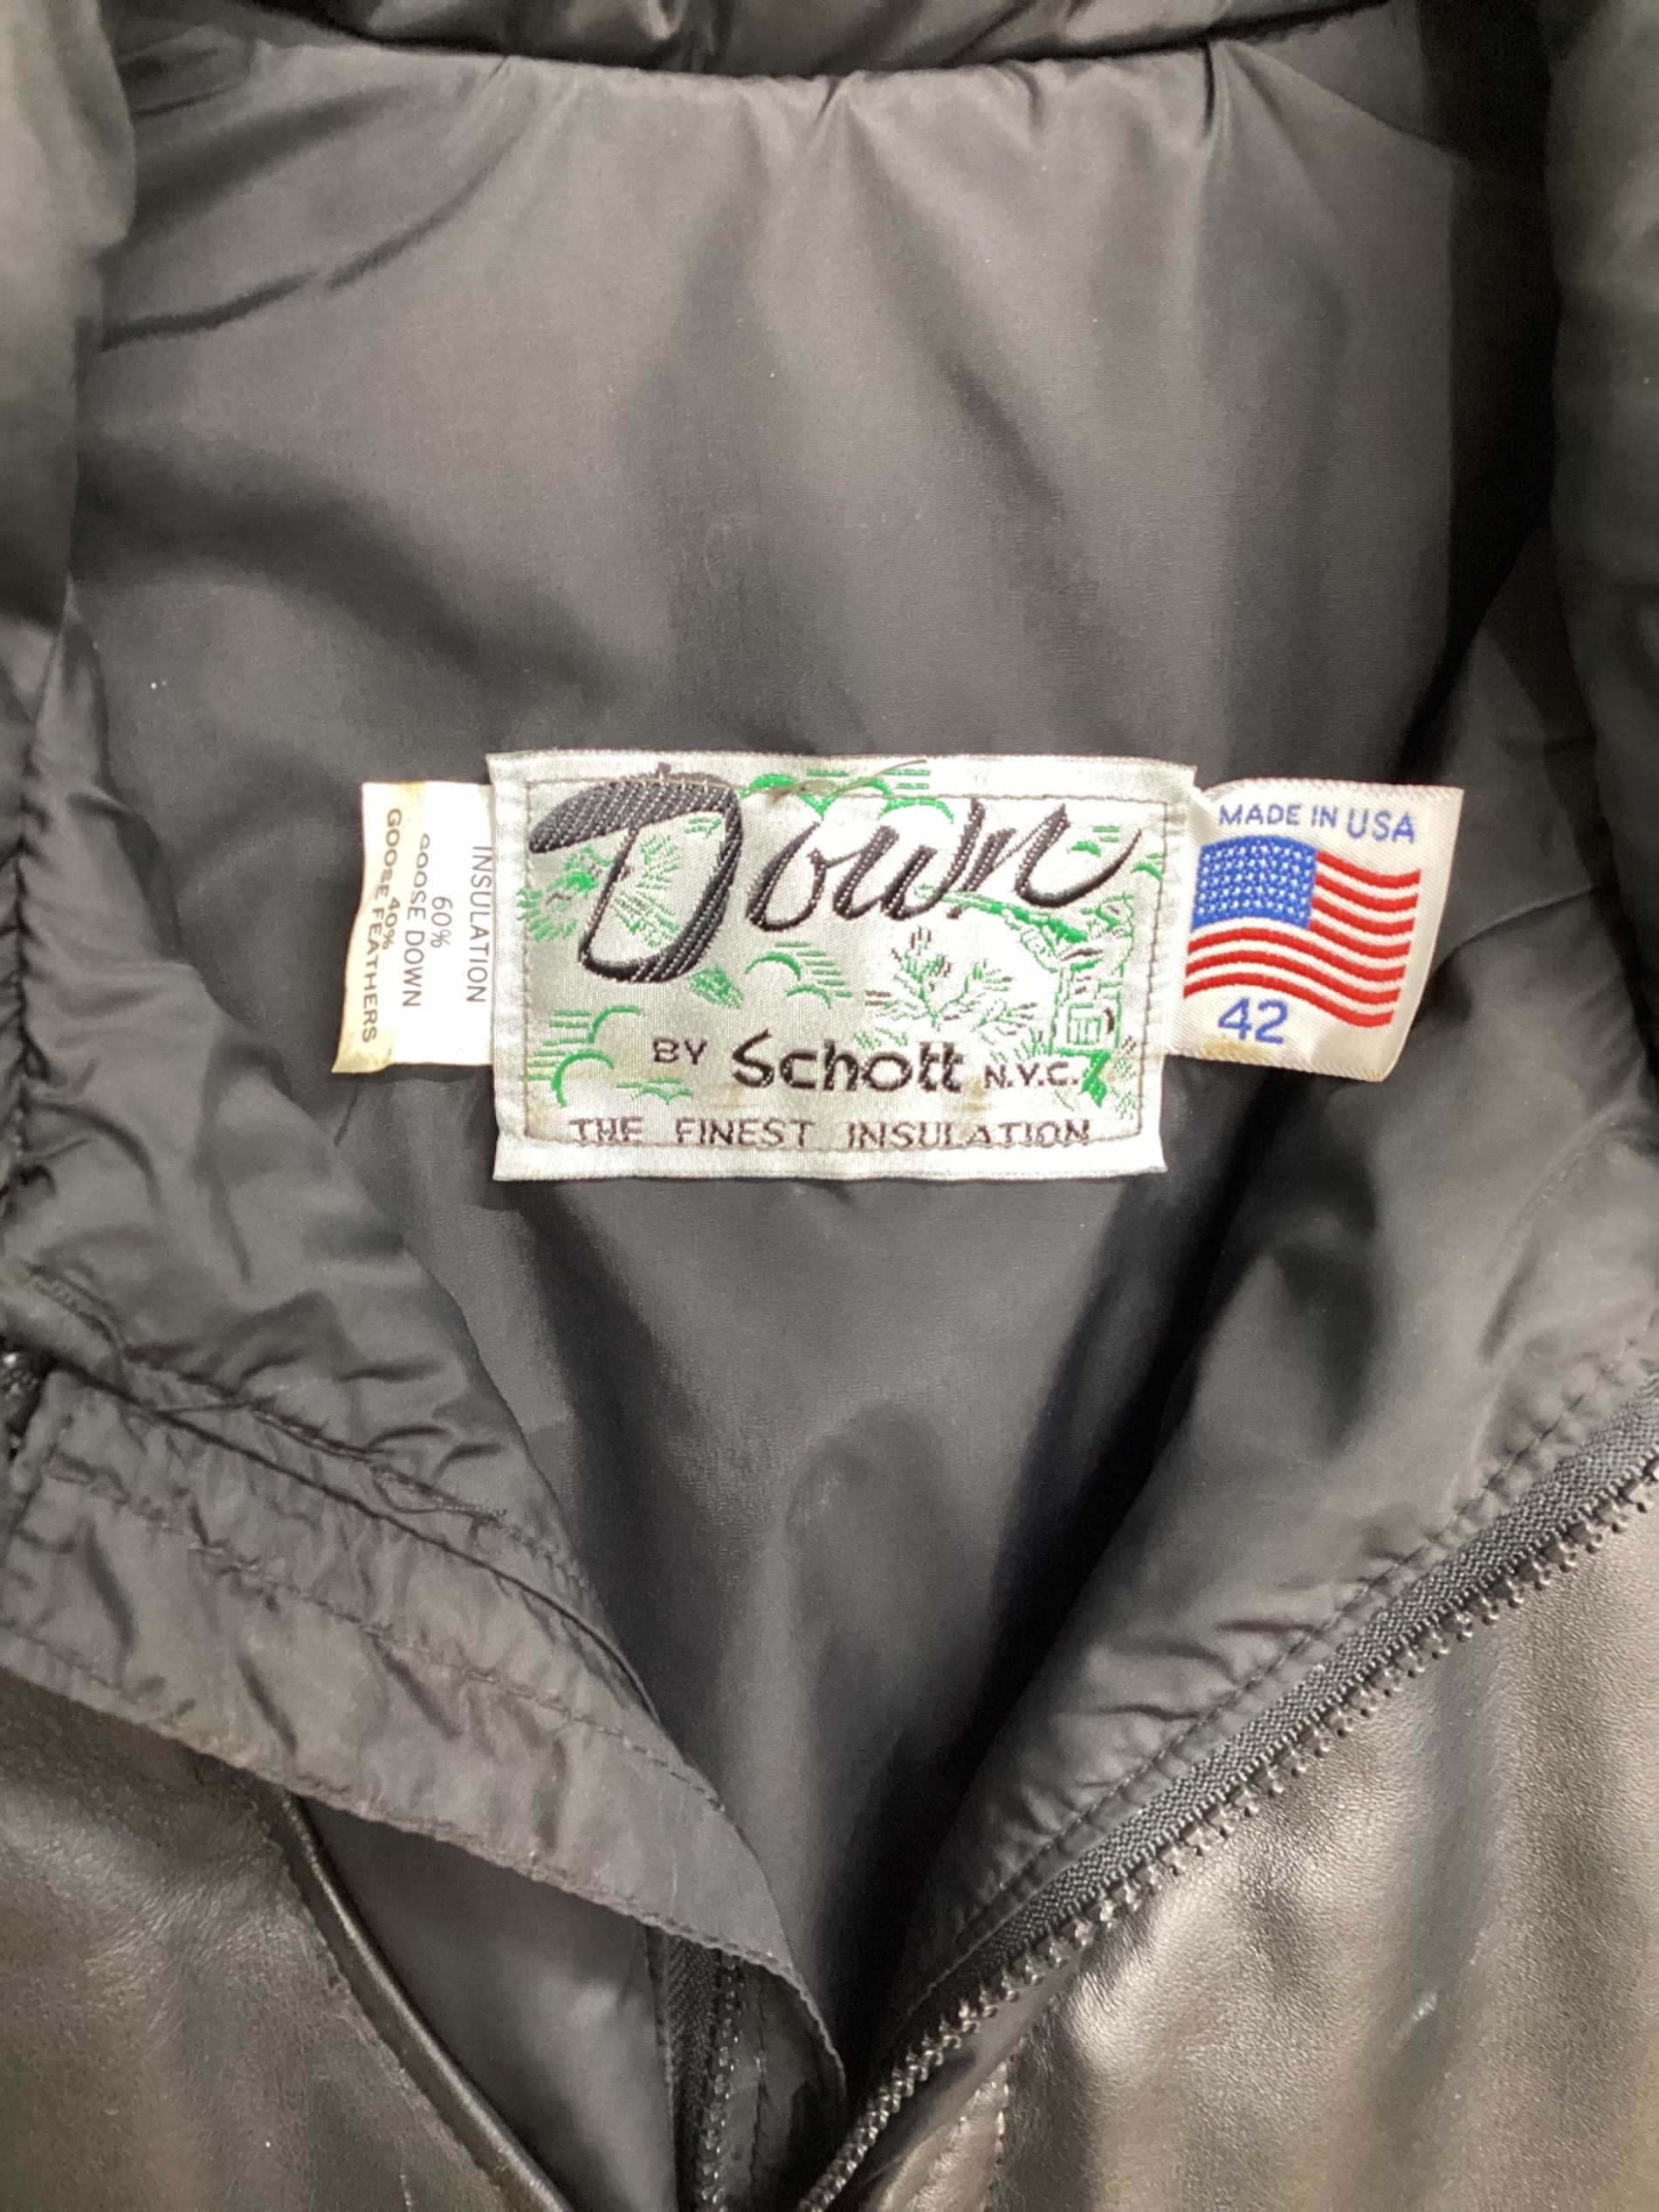 INSULATION
60%
GOOSE DOWN
40%
GOOSE FEATHERS
Down
BY Schott N.Y.C.
THE FINEST INSULATION
MADE IN USA
42